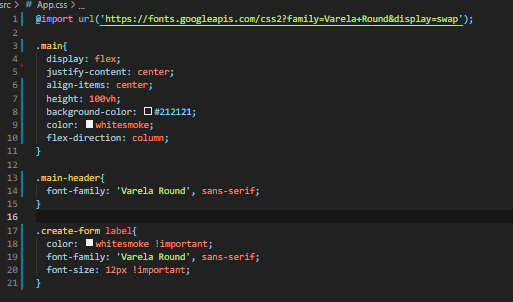 src > # App.css > ...
1 @import url('https://fonts.googleapis.com/css2?family=Varela+Round&display=swap');
2
3 .main{
4 display: flex;
5 justify-content: center;
6 align-items: center;
7 height: 100vh;
8 background-color: #212121;
9 color: whitesmoke;
10 flex-direction: column;
11 }
12
13 .main-header{
14 font-family: 'Varela Round', sans-serif;
15 }
16
17 .create-form label{
18 color: whitesmoke !important;
19 font-family: 'Varela Round', sans-serif;
20 font-size: 12px !important;
21 }